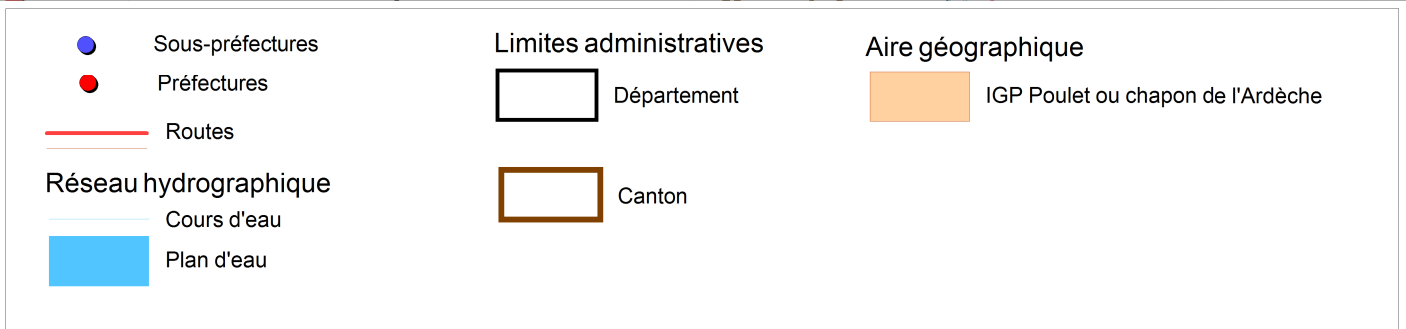 Sous-préfectures
Préfectures
Routes
Réseau hydrographique
Cours d'eau
Plan d'eau
Limites administratives
Département
Canton
Aire géographique
IGP Poulet ou chapon de l'Ardèche